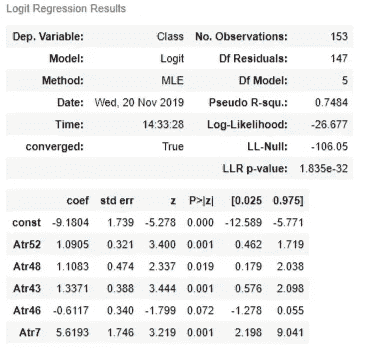 Logit Regression Results
Dep. Variable: Class No. Observations: 153
Model: Logit Df Residuals: 147
Method: MLE Df Model: 5
Date: Wed, 20 Nov 2019 Pseudo R-squ.: 0.7484
Time: 14:33:28 Log-Likelihood: -26.677
converged: True LL-Null: -106.05
LLR p-value: 1.835e-32
coef std err z P>|z| [0.025 0.975]
const -9.1804 1.739 -5.278 0.000 -12.589 -5.771
Atr52 1.0905 0.321 3.400 0.001 0.462 1.719
Atr48 1.1083 0.474 2.337 0.019 0.179 2.038
Atr43 1.3371 0.388 3.444 0.001 0.576 2.098
Atr46 -0.6117 0.340 -1.799 0.072 -1.278 0.055
Atr7 5.6193 1.746 3.219 0.001 2.198 9.041